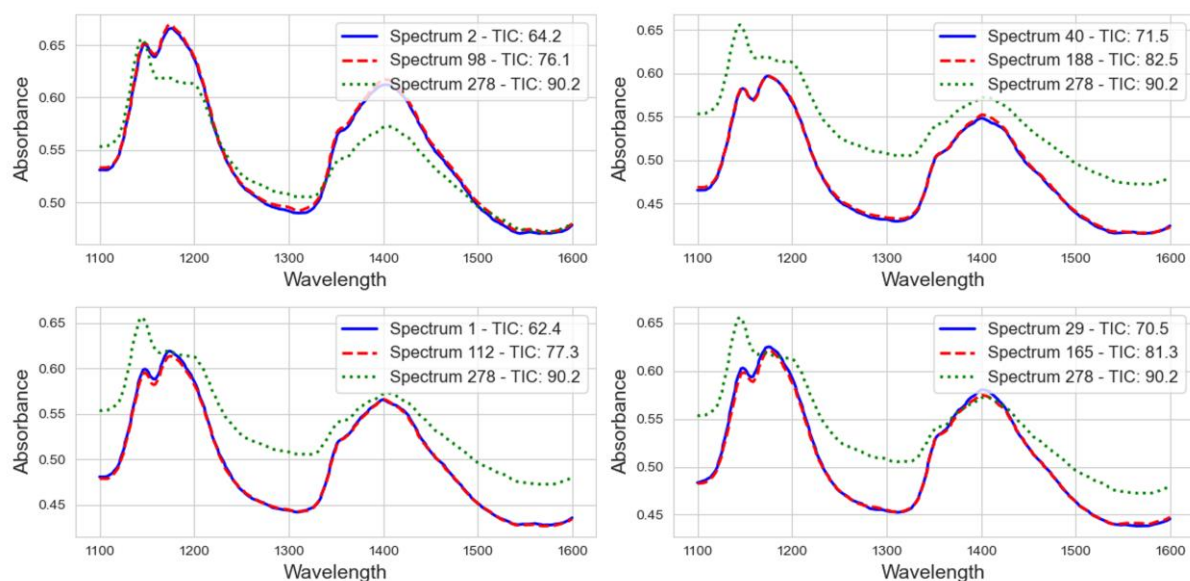 Absorbance
0.65
0.60
0.55
0.50
Spectrum 2 - TIC: 64.2
Spectrum 98 - TIC: 76.1
Spectrum 278 - TIC: 90.2
1100 1200 1300 1400 1500 1600
Wavelength
Absorbance
0.65
0.60
0.55
0.50
0.45
Spectrum 40 - TIC: 71.5
Spectrum 188 - TIC: 82.5
Spectrum 278 - TIC: 90.2
1100 1200 1300 1400 1500 1600
Wavelength
Absorbance
0.65
0.60
0.55
0.50
0.45
Spectrum 1 - TIC: 62.4
Spectrum 112 - TIC: 77.3
Spectrum 278 - TIC: 90.2
1100 1200 1300 1400 1500 1600
Wavelength
Absorbance
0.65
0.60
0.55
0.50
0.45
Spectrum 29 - TIC: 70.5
Spectrum 165 - TIC: 81.3
Spectrum 278 - TIC: 90.2
1100 1200 1300 1400 1500 1600
Wavelength